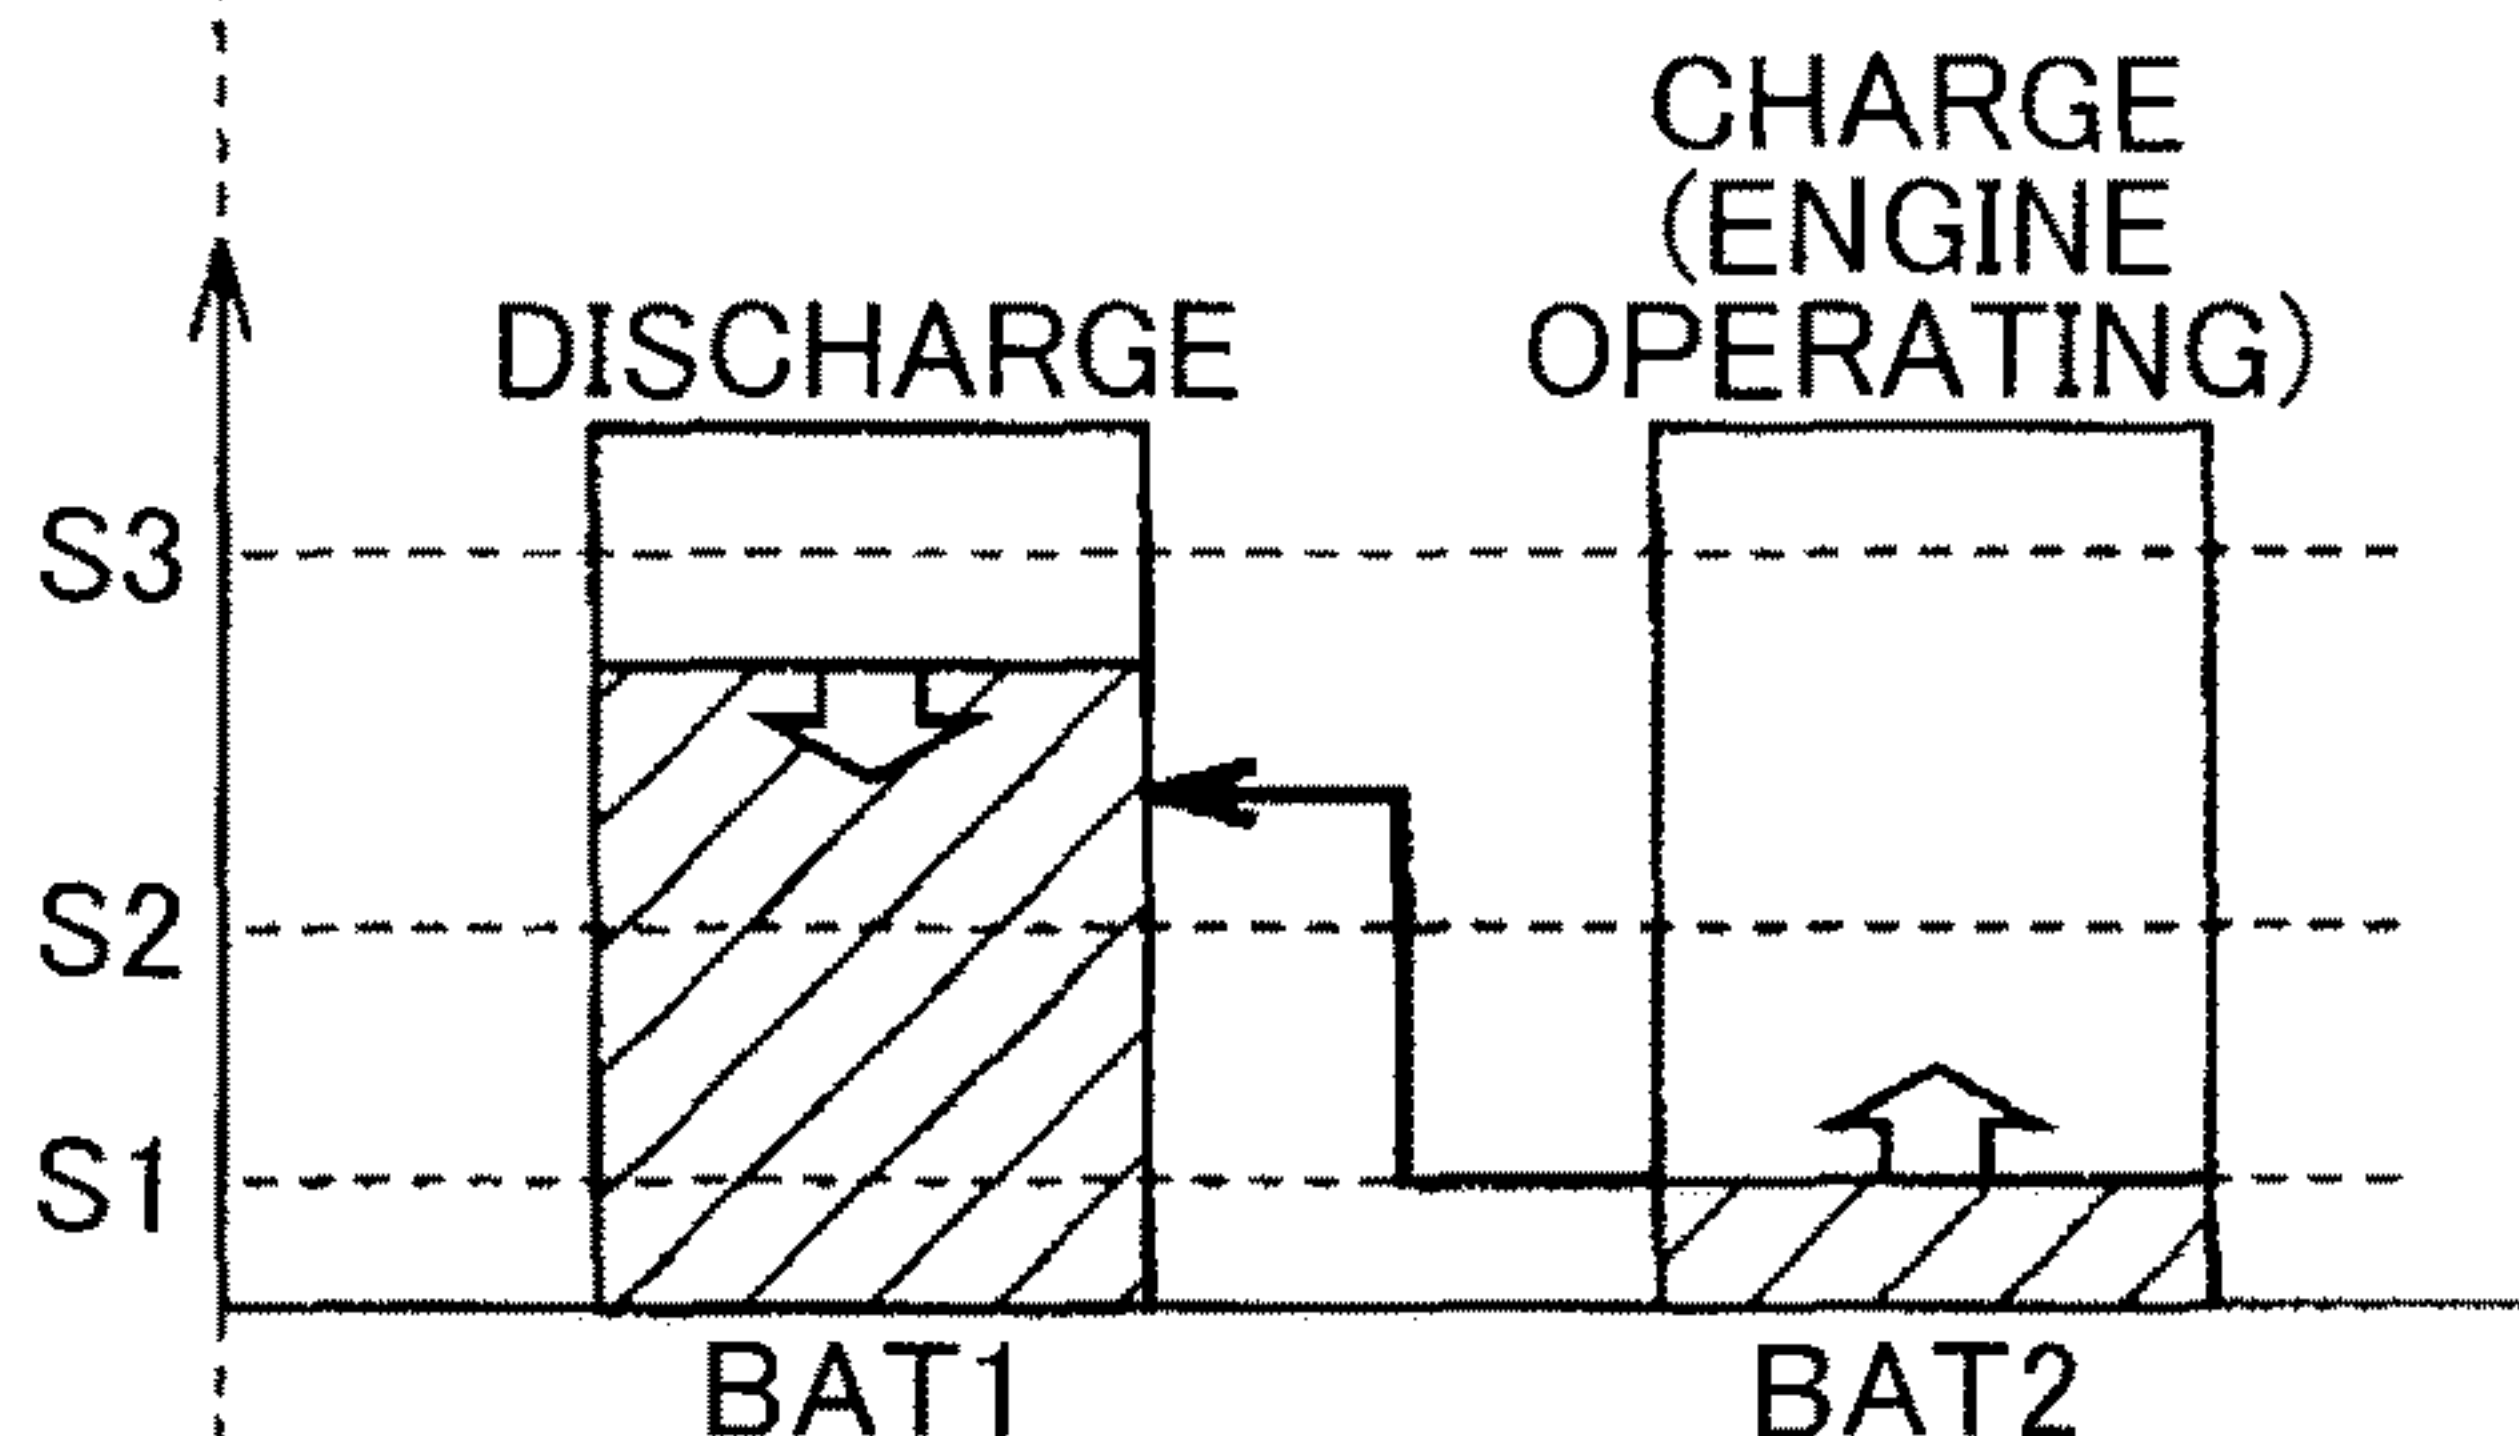 CHARGE
(ENGINE
OPERATING)
DISCHARGE
S3
S2
S1
BAT1
BAT2